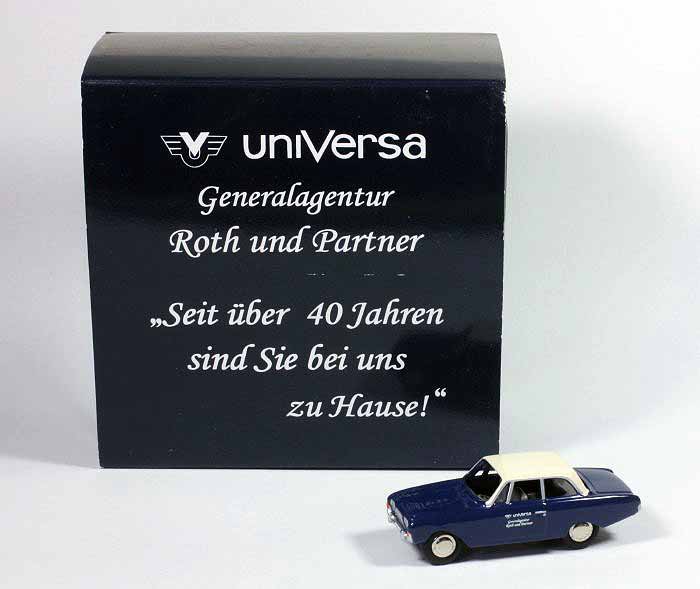 uniVersa
Generalagentur
Roth und Partner
„Seit über 40 Jahren
sind Sie bei uns
zu Hause!“
uniVersa
Generalagentur
Roth und Partner